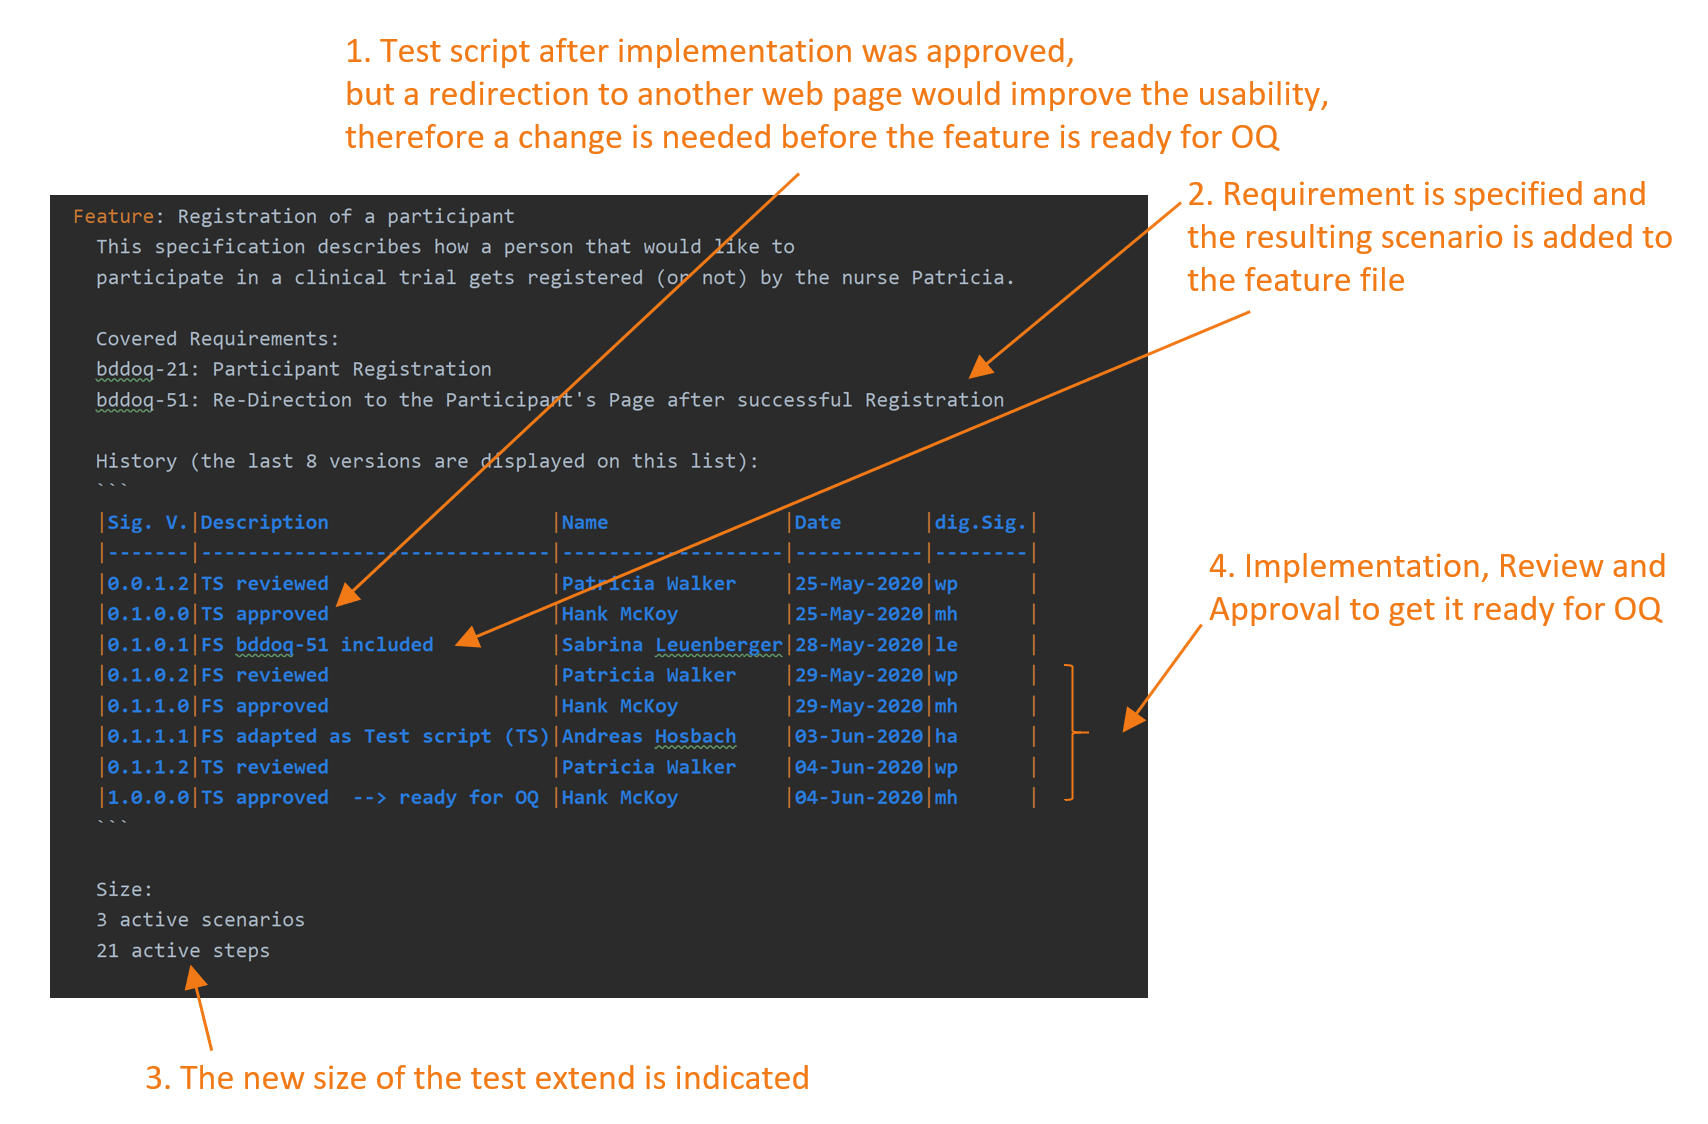 1. Test script after implementation was approved,
but a redirection to another web page would improve the usability,
therefore a change is needed before the feature is ready for OQ
2. Requirement is specified and
the resulting scenario is added to
the feature file
Feature: Registration of a participant
This specification describes how a person that would like to
participate in a clinical trial gets registered (or not) by the nurse Patricia.
Covered Requirements:
bddoq-21: Participant Registration
bddoq-51: Re-Direction to the Participant's Page after successful Registration
History (the last 8 versions are displayed on this list):
```
|Sig. V.|Description                   |Name               |Date       |dig.Sig.|
|-------|------------------------------|-------------------|-----------|--------|
|0.0.1.2|TS reviewed                   |Patricia Walker    |25-May-2020|wp      |
|0.1.0.0|TS approved                   |Hank McKoy         |25-May-2020|mh      |
|0.1.0.1|FS bddoq-51 included          |Sabrina Leuenberger|28-May-2020|le      |
|0.1.0.2|FS reviewed                   |Patricia Walker    |29-May-2020|wp      |
|0.1.1.0|FS approved                   |Hank McKoy         |29-May-2020|mh      |
|0.1.1.1|FS adapted as Test script (TS)|Andreas Hosbach    |03-Jun-2020|ha      |
|0.1.1.2|TS reviewed                   |Patricia Walker    |04-Jun-2020|wp      |
|1.0.0.0|TS approved  --> ready for OQ |Hank McKoy         |04-Jun-2020|mh      |
```
4. Implementation, Review and
Approval to get it ready for OQ
Size:
3 active scenarios
21 active steps
3. The new size of the test extend is indicated